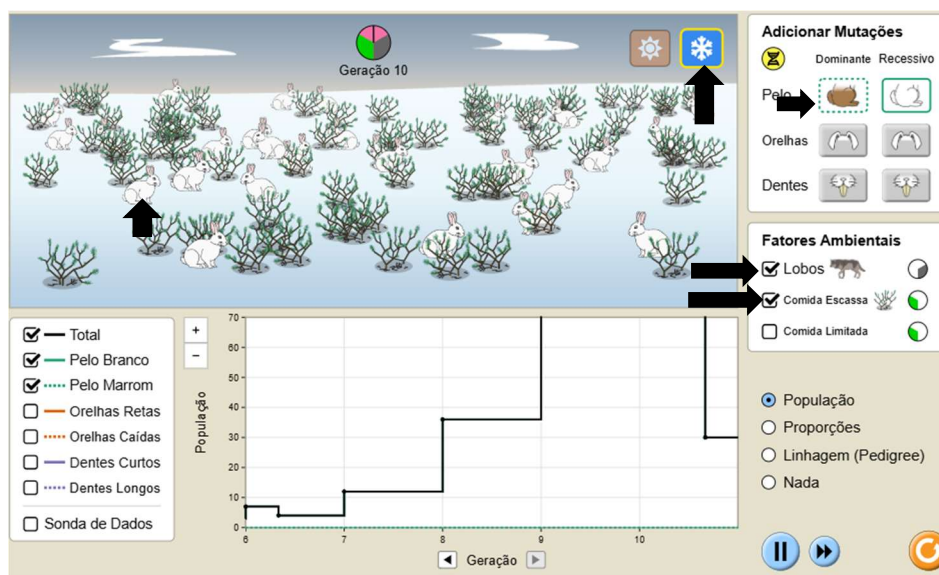 Geração 10
Adicionar Mutações
Dominante Recessivo
Pelo
Orelhas
Dentes
Fatores Ambientais
Lobos
Comida Escassa
Comida Limitada
Total
Pelo Branco
Pelo Marrom
Orelhas Retas
Orelhas Caídas
Dentes Curtos
Dentes Longos
Sonda de Dados
+
−
População
70
60
50
40
30
20
10
0
6 7 8 9 10
Geração
População
Proporções
Linhagem (Pedigree)
Nada